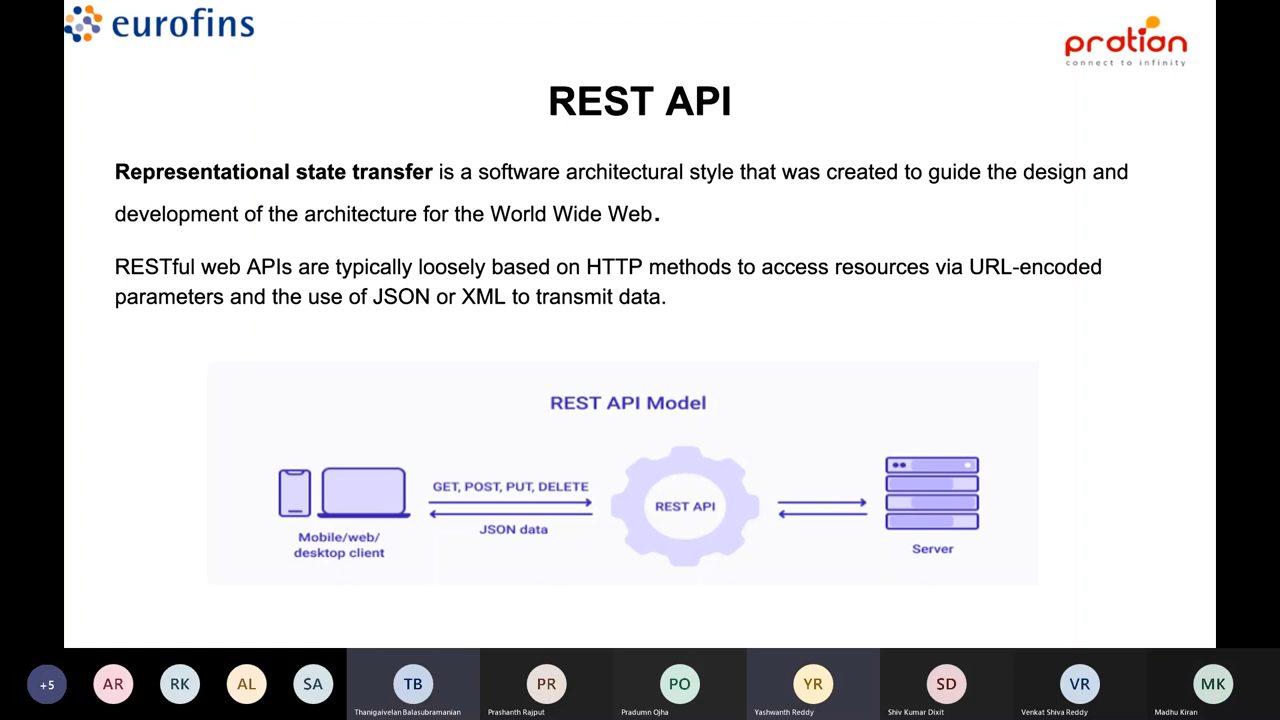 eurofins
pratian
connect to infinity
REST API
Representational state transfer is a software architectural style that was created to guide the design and
development of the architecture for the World Wide Web.
RESTful web APIs are typically loosely based on HTTP methods to access resources via URL-encoded
parameters and the use of JSON or XML to transmit data.
REST API Model
GET, POST, PUT, DELETE
REST API
JSON data
Mobile/web/
desktop client
Server
+5
AR
RK
AL
SA
TB
PR
PO
YR
SD
VR
MK
Thanigaivelan Balasubramanian
Prashanth Rajput
Pradumn Ojha
Yashwanth Reddy
Shiv Kumar Dixit
Venkat Shiva Reddy
Madhu Kiran